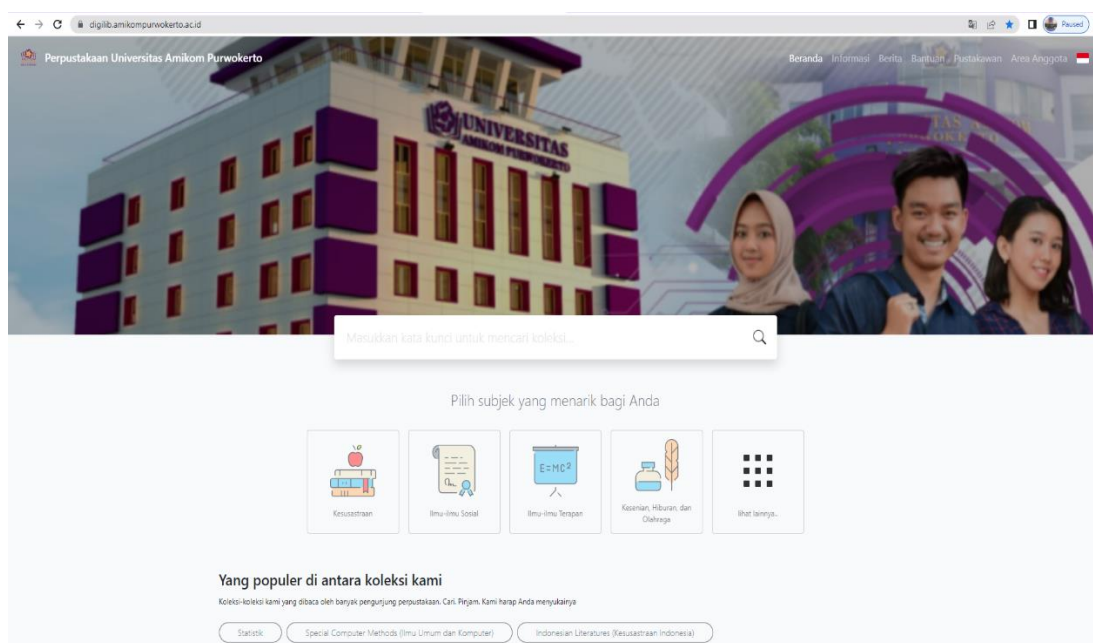 digilib.amikompurwokerto.ac.id
Paused
Perpustakaan Universitas Amikom Purwokerto
Beranda Informasi Berita Bantuan Pustakawan Area Anggota
UNIVERSITAS
AMIKOM PURWOKERTO
Masukkan kata kunci untuk mencari koleksi...
Pilih subjek yang menarik bagi Anda
E=MC²
Kesusastraan
Ilmu-ilmu Sosial
Ilmu-ilmu Terapan
Kesenian, Hiburan, dan
Olahraga
lihat lainnya..
Yang populer di antara koleksi kami
Koleksi-koleksi kami yang dibaca oleh banyak pengunjung perpustakaan. Cari. Pinjam. Kami harap Anda menyukainya
Statistik
Special Computer Methods (Ilmu Umum dan Komputer)
Indonesian Literatures (Kesusastraan Indonesia)